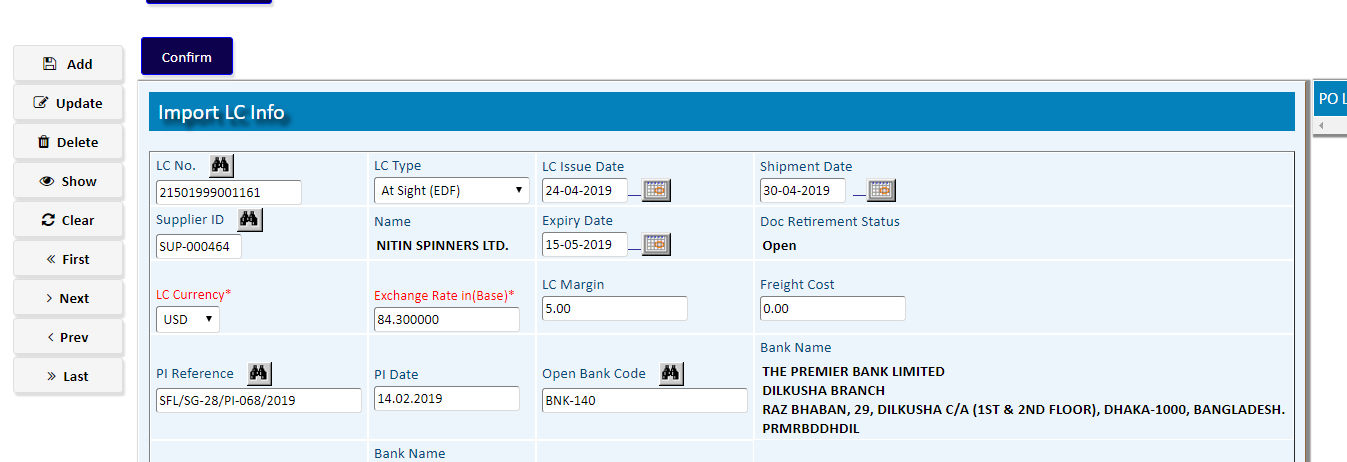 Confirm
Add
Update
Delete
Show
Clear
First
Next
Prev
Last
Import LC Info
PO L
LC No.
LC Type
LC Issue Date
Shipment Date
21501999001161
At Sight (EDF)
24-04-2019
30-04-2019
Supplier ID
Name
Expiry Date
Doc Retirement Status
SUP-000464
NITIN SPINNERS LTD.
15-05-2019
Open
LC Currency*
Exchange Rate in(Base)*
LC Margin
Freight Cost
USD
84.300000
5.00
0.00
PI Reference
PI Date
Open Bank Code
Bank Name
SFL/SG-28/PI-068/2019
14.02.2019
BNK-140
THE PREMIER BANK LIMITED
DILKUSHA BRANCH
RAZ BHABAN, 29, DILKUSHA C/A (1ST & 2ND FLOOR), DHAKA-1000, BANGLADESH.
PRMRBDDHDIL
Bank Name